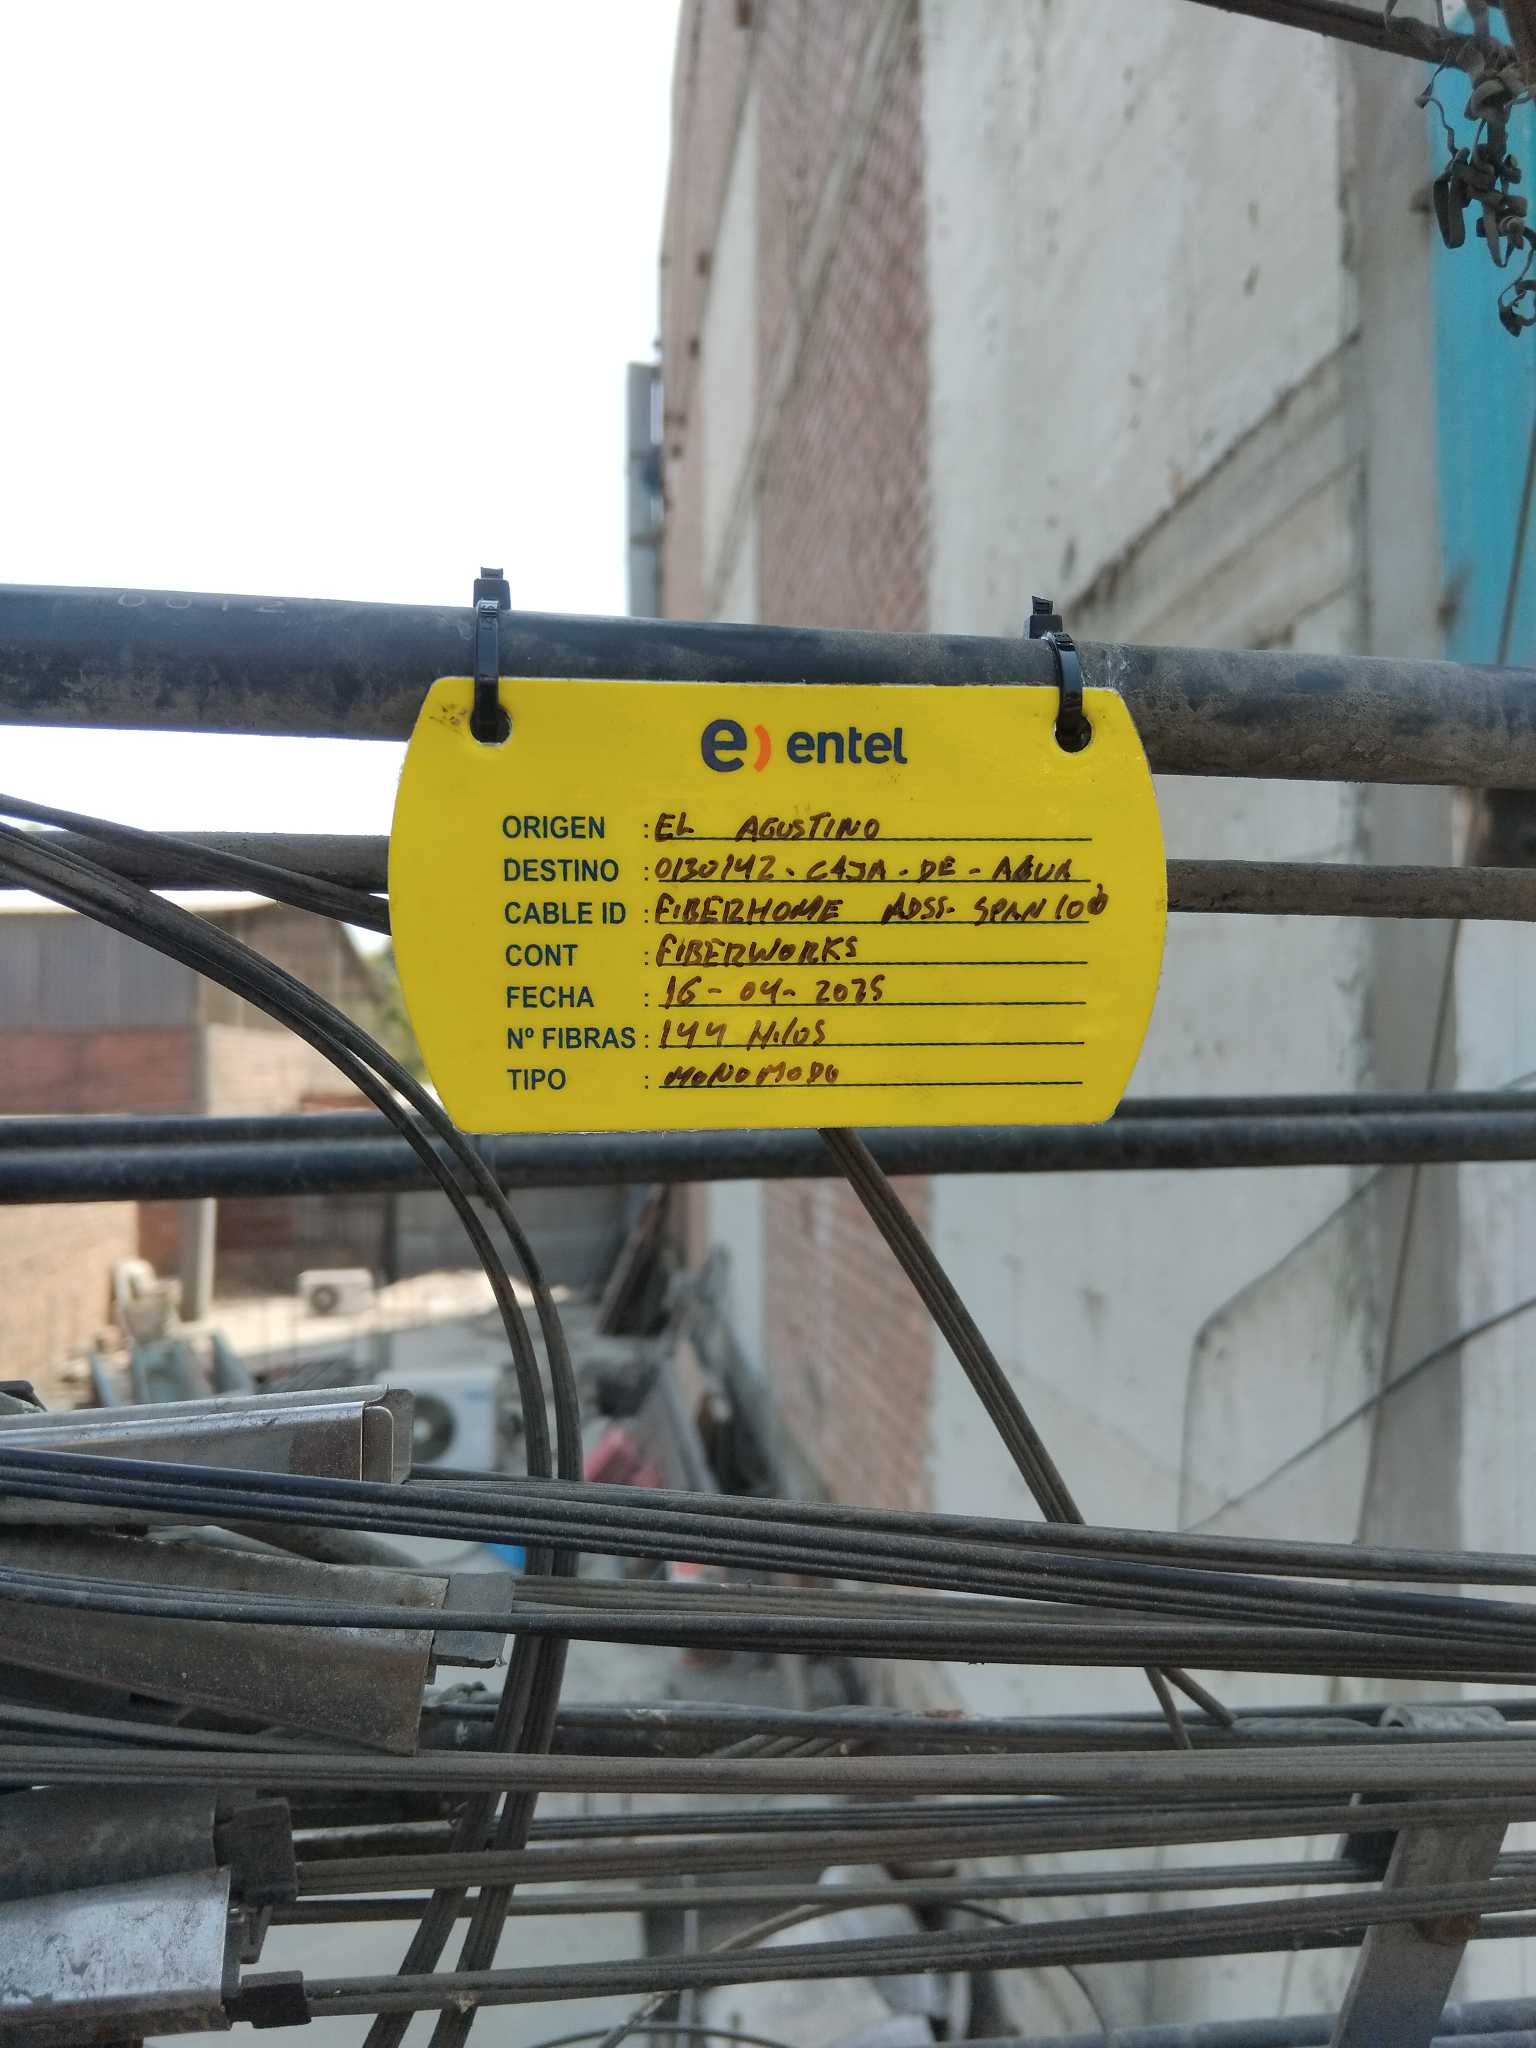 0012
e) entel
ORIGEN : EL AGUSTINO
DESTINO : 0130142. CAJA. DE - AGUA
CABLE ID : FIBERHOME ADSS. SPAN 100
CONT : FIBERWORKS
FECHA : 16-04-2025
Nº FIBRAS : 144 Hilos
TIPO : MONOMODO